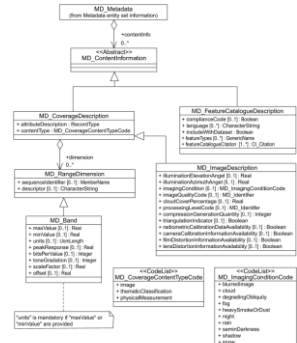 MD_Metadata
(from Metadata entity set information)
+contentInfo
0..*
<<Abstract>>
MD_ContentInformation
MD_CoverageDescription
+ attributeDescription : RecordType
+ contentType : MD_CoverageContentTypeCode
MD_FeatureCatalogueDescription
+ complianceCode [0..1] : Boolean
+ language [0..*] : CharacterString
+ includedWithDataset : Boolean
+ featureTypes [0..*] : GenericName
+ featureCatalogueCitation [1..*] : CI_Citation
+dimension
0..*
MD_RangeDimension
+ sequenceIdentifier [0..1] : MemberName
+ descriptor [0..1] : CharacterString
MD_ImageDescription
+ illuminationElevationAngle [0..1] : Real
+ illuminationAzimuthAngle [0..1] : Real
+ imagingCondition [0..1] : MD_ImagingConditionCode
+ imageQualityCode [0..1] : MD_Identifier
+ cloudCoverPercentage [0..1] : Real
+ processingLevelCode [0..1] : MD_Identifier
+ compressionGenerationQuantity [0..1] : Integer
+ triangulationIndicator [0..1] : Boolean
+ radiometricCalibrationDataAvailability [0..1] : Boolean
+ cameraCalibrationInformationAvailability [0..1] : Boolean
+ filmDistortionInformationAvailability [0..1] : Boolean
+ lensDistortionInformationAvailability [0..1] : Boolean
MD_Band
+ maxValue [0..1] : Real
+ minValue [0..1] : Real
+ units [0..1] : UomLength
+ peakResponse [0..1] : Real
+ bitsPerValue [0..1] : Integer
+ toneGradation [0..1] : Integer
+ scaleFactor [0..1] : Real
+ offset [0..1] : Real
"units" is mandatory if "maxValue" or
"minValue" are provided
<<CodeList>>
MD_CoverageContentTypeCode
+ image
+ thematicClassification
+ physicalMeasurement
<<CodeList>>
MD_ImagingConditionCode
+ blurredImage
+ cloud
+ degradingObliquity
+ fog
+ heavySmokeOrDust
+ night
+ rain
+ semiDarkness
+ shadow
+ snow